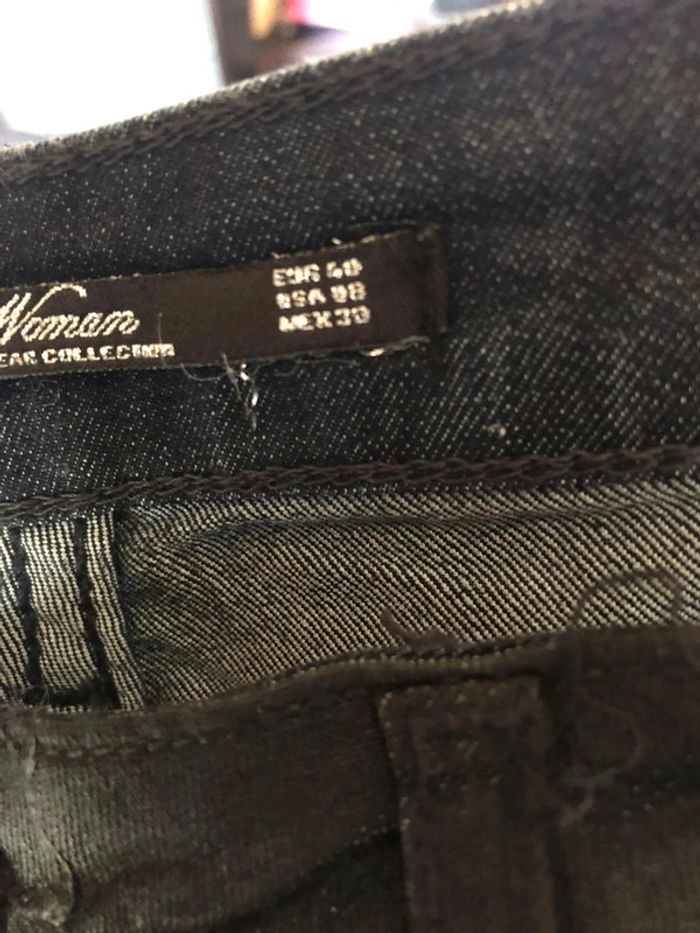 Woman
EUR 40
USA 08
MEX 30
COLLECTION